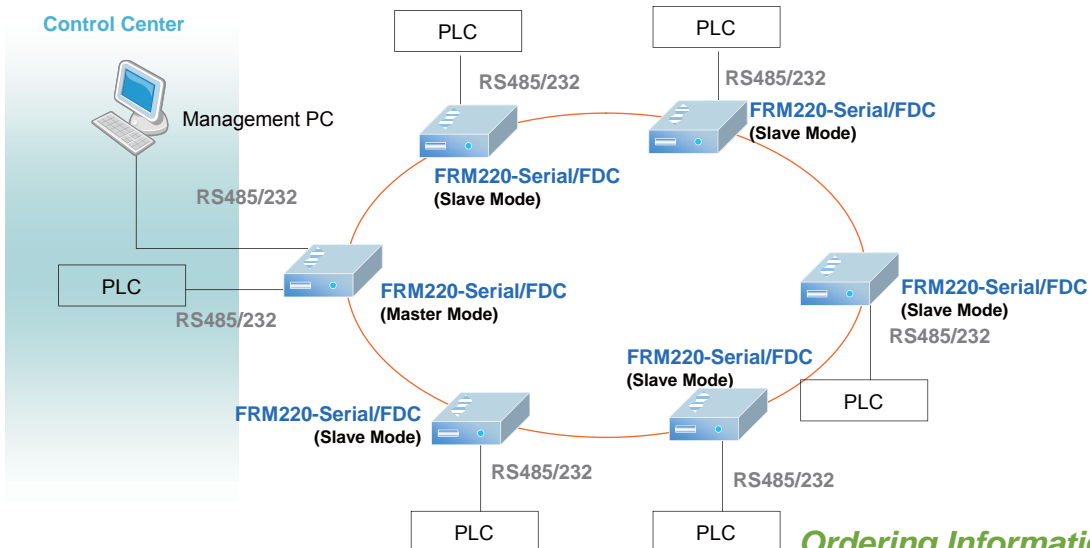 Control Center
Management PC
PLC
PLC
RS485/232
RS485/232
FRM220-Serial/FDC
(Slave Mode)
FRM220-Serial/FDC
(Slave Mode)
RS485/232
PLC
RS485/232
FRM220-Serial/FDC
(Master Mode)
FRM220-Serial/FDC
(Slave Mode)
RS485/232
PLC
FRM220-Serial/FDC
(Slave Mode)
FRM220-Serial/FDC
(Slave Mode)
RS485/232
RS485/232
PLC
PLC
Ordering Informati